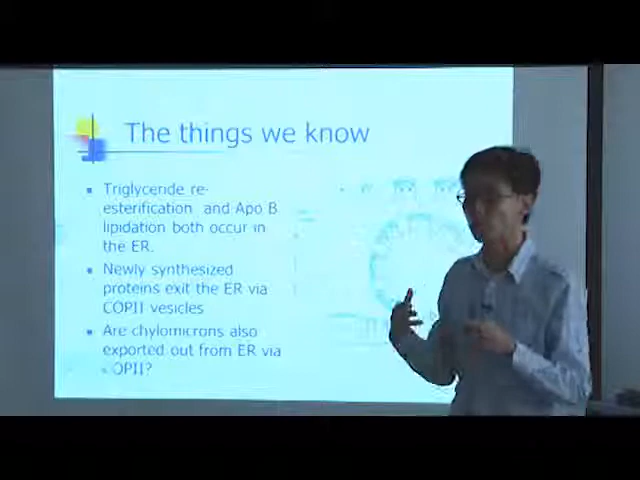 The things we know
Triglyceride re-
esterification and Apo B
lipidation both occur in
the ER.
Newly synthesized
proteins exit the ER via
COPII vesicles
Are chylomicrons also
exported out from ER via
COPII?